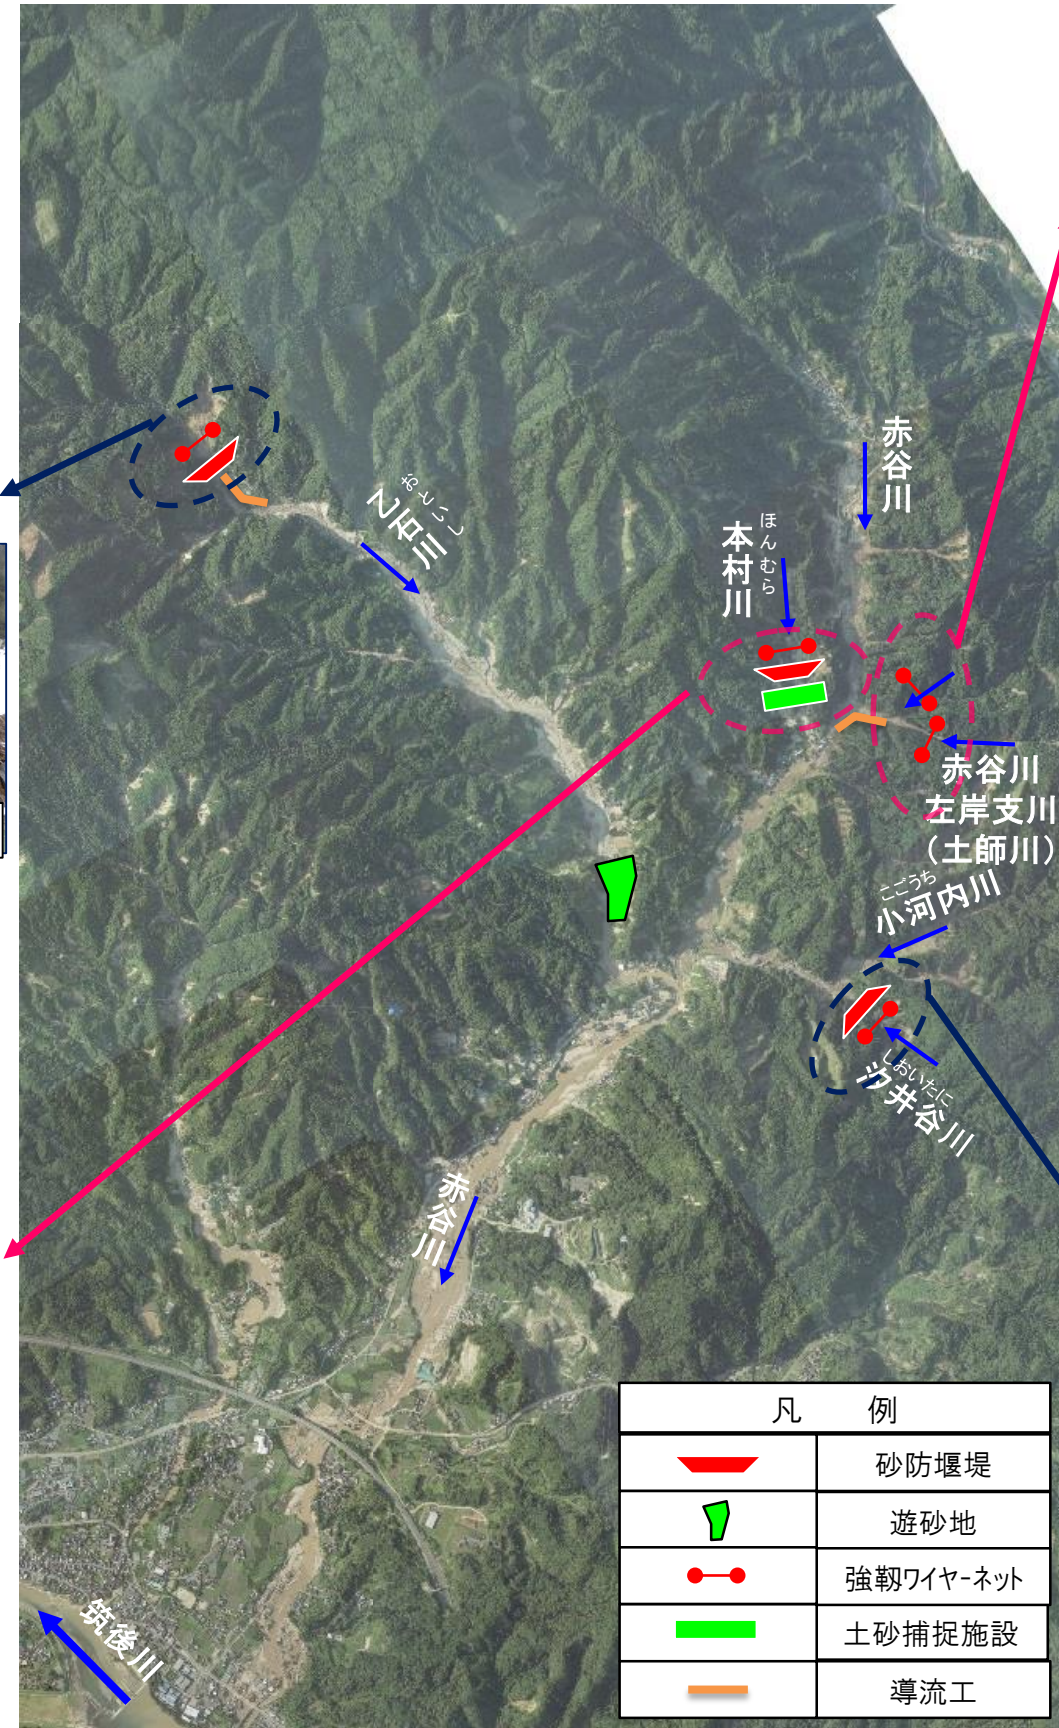 赤谷川
おといし
乙石川
ほんむら
本村川
赤谷川
左岸支川
（土師川）
こごうち
小河内川
しおいたに
汐井谷川
赤谷川
筑後川
凡 例
砂防堰堤
遊砂地
強靱ワイヤーネット
土砂捕捉施設
導流工